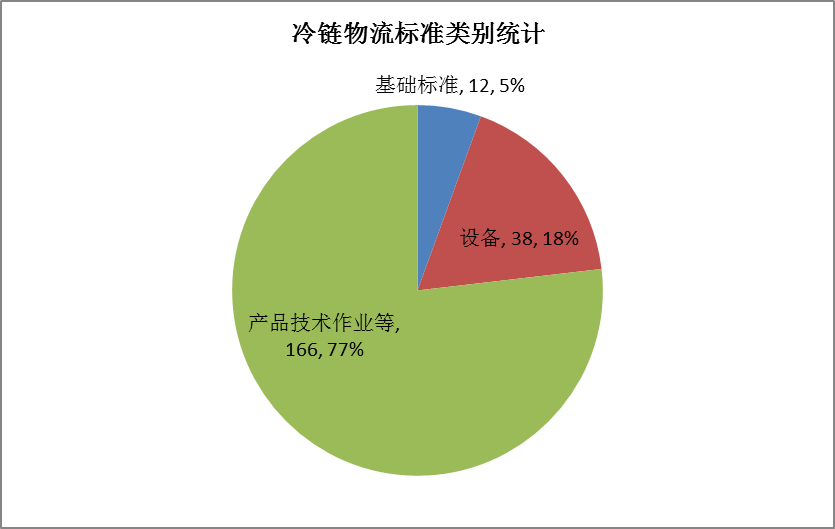 冷链物流标准类别统计
基础标准, 12, 5%
设备, 38, 18%
产品技术作业等,
166, 77%